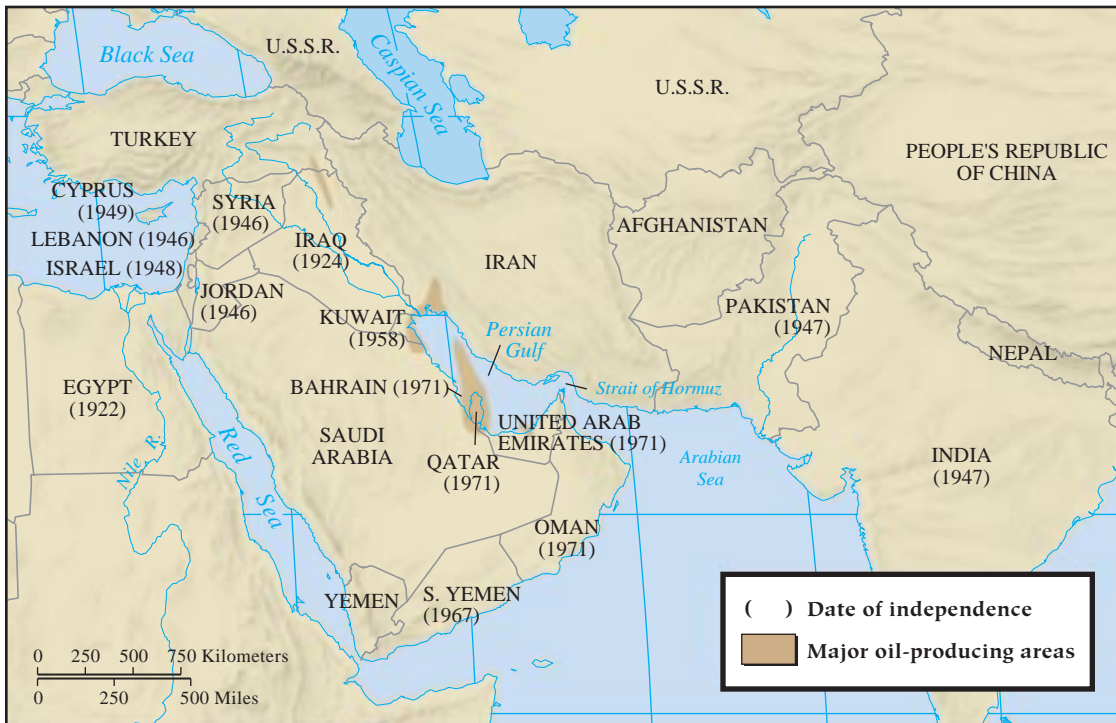 Black Sea
U.S.S.R.
Caspian Sea
U.S.S.R.
TURKEY
PEOPLE'S REPUBLIC
OF CHINA
CYPRUS
(1949)
SYRIA
(1946)
AFGHANISTAN
LEBANON (1946)
IRAQ
(1924)
IRAN
ISRAEL (1948)
JORDAN
(1946)
PAKISTAN
(1947)
KUWAIT
(1958)
Persian
Gulf
NEPAL
EGYPT
(1922)
BAHRAIN (1971)
Strait of Hormuz
UNITED ARAB
EMIRATES (1971)
SAUDI
ARABIA
Red Sea
Nile R.
QATAR
(1971)
Arabian
Sea
INDIA
(1947)
OMAN
(1971)
YEMEN
S. YEMEN
(1967)
( ) Date of independence
Major oil-producing areas
0 250 500 750 Kilometers
0 250 500 Miles